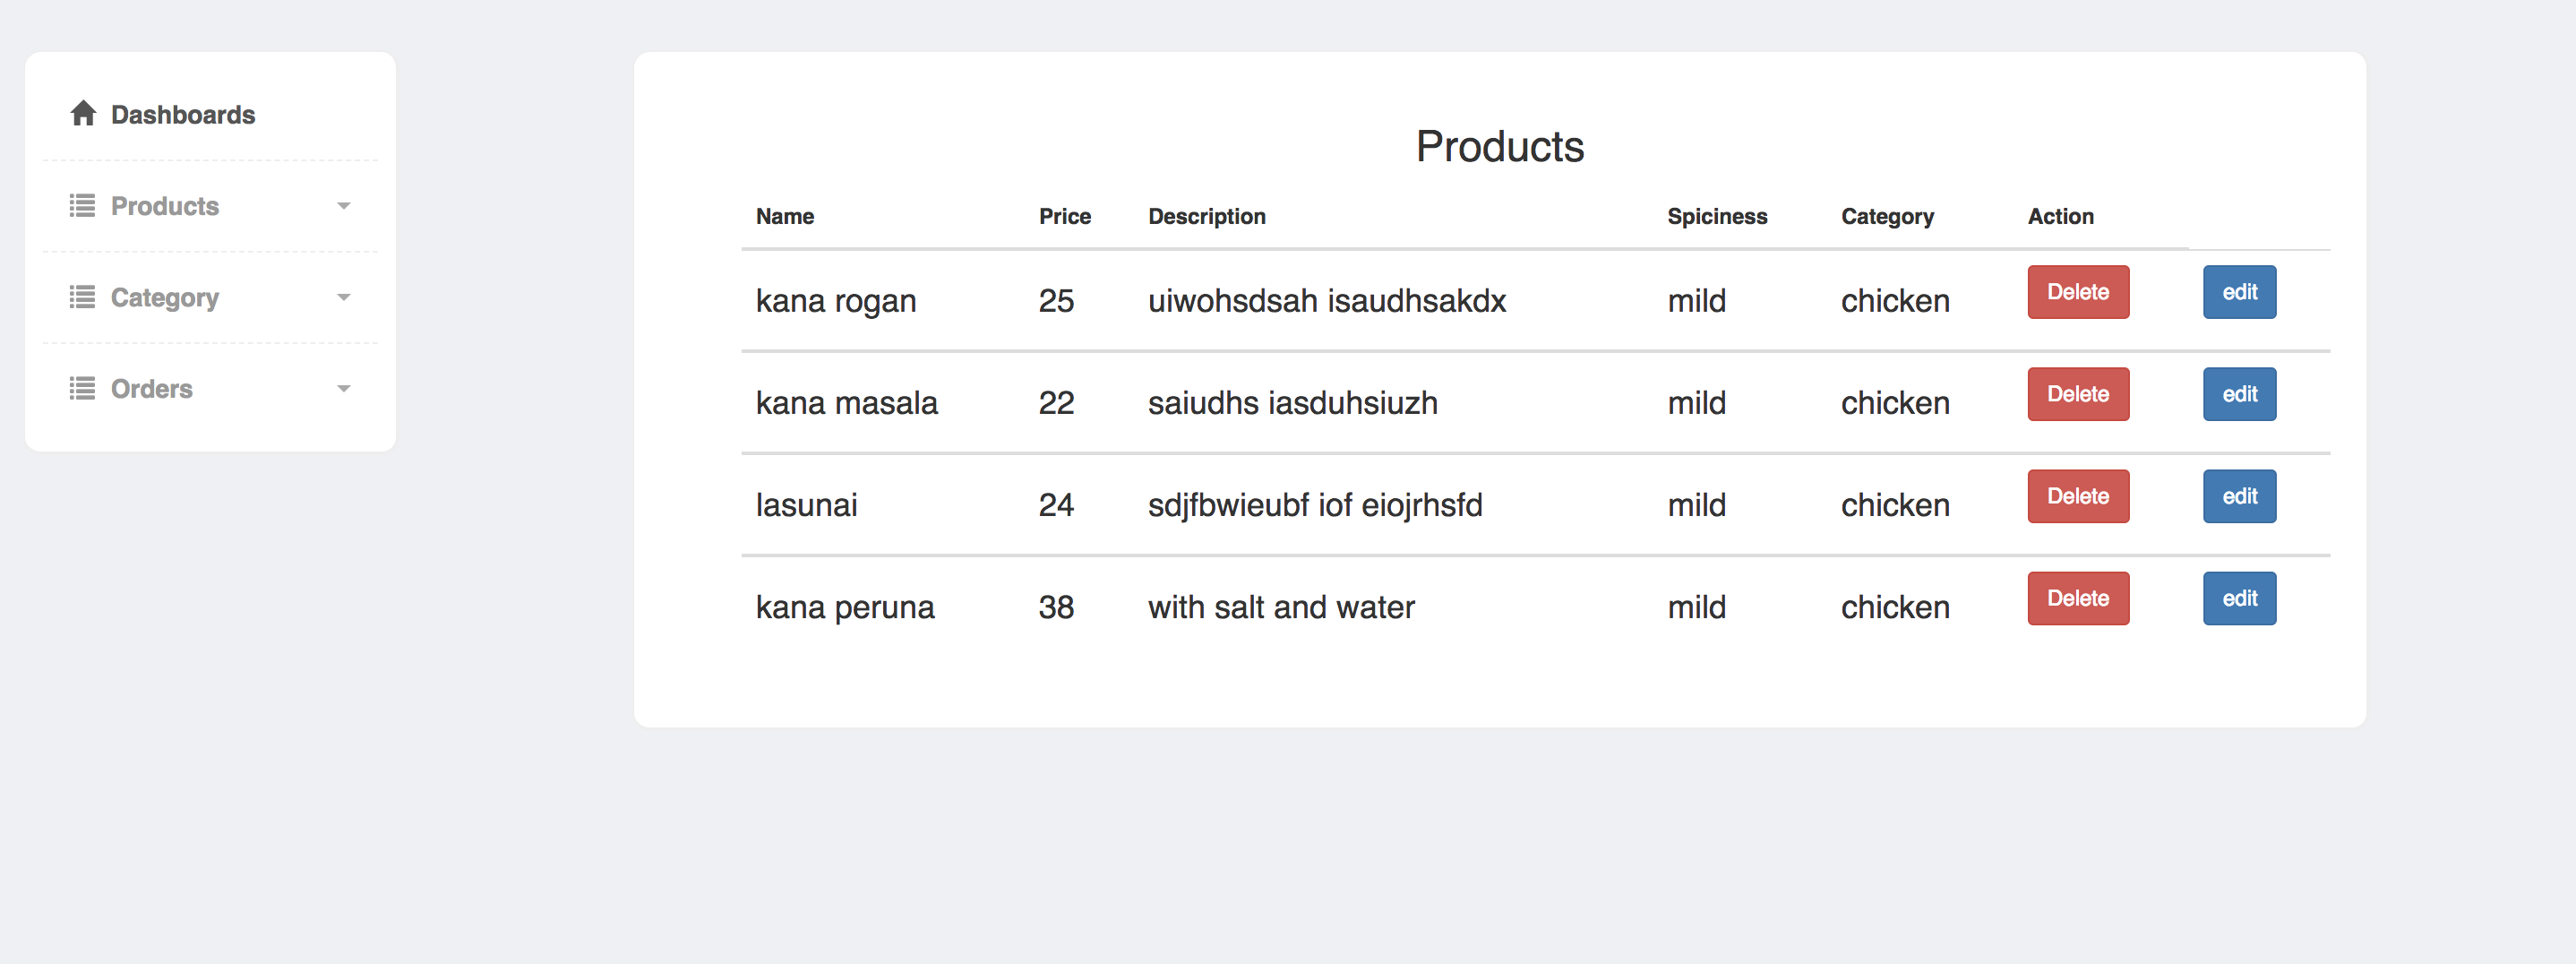 Dashboards
Products
Category
Orders
Products
Name Price Description Spiciness Category Action
kana rogan 25 uiwohsdsah isaudhsakdx mild chicken Delete edit
kana masala 22 saiudhs iasduhsiuzh mild chicken Delete edit
lasunai 24 sdjfbwieubf iof eiojrhsfd mild chicken Delete edit
kana peruna 38 with salt and water mild chicken Delete edit